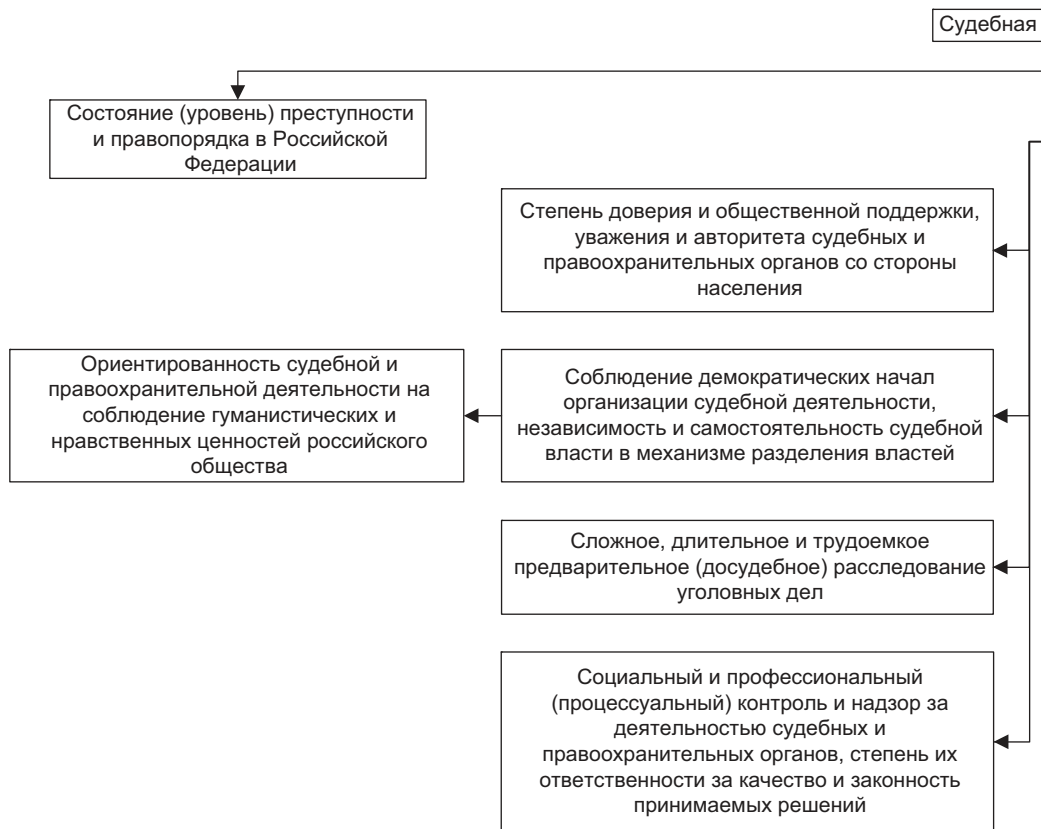 Судебная
Состояние (уровень) преступности
и правопорядка в Российской
Федерации
Степень доверия и общественной поддержки,
уважения и авторитета судебных и
правоохранительных органов со стороны
населения
Ориентированность судебной и
правоохранительной деятельности на
соблюдение гуманистических и
нравственных ценностей российского
общества
Соблюдение демократических начал
организации судебной деятельности,
независимость и самостоятельность судебной
власти в механизме разделения властей
Сложное, длительное и трудоемкое
предварительное (досудебное) расследование
уголовных дел
Социальный и профессиональный
(процессуальный) контроль и надзор за
деятельностью судебных и
правоохранительных органов, степень их
ответственности за качество и законность
принимаемых решений